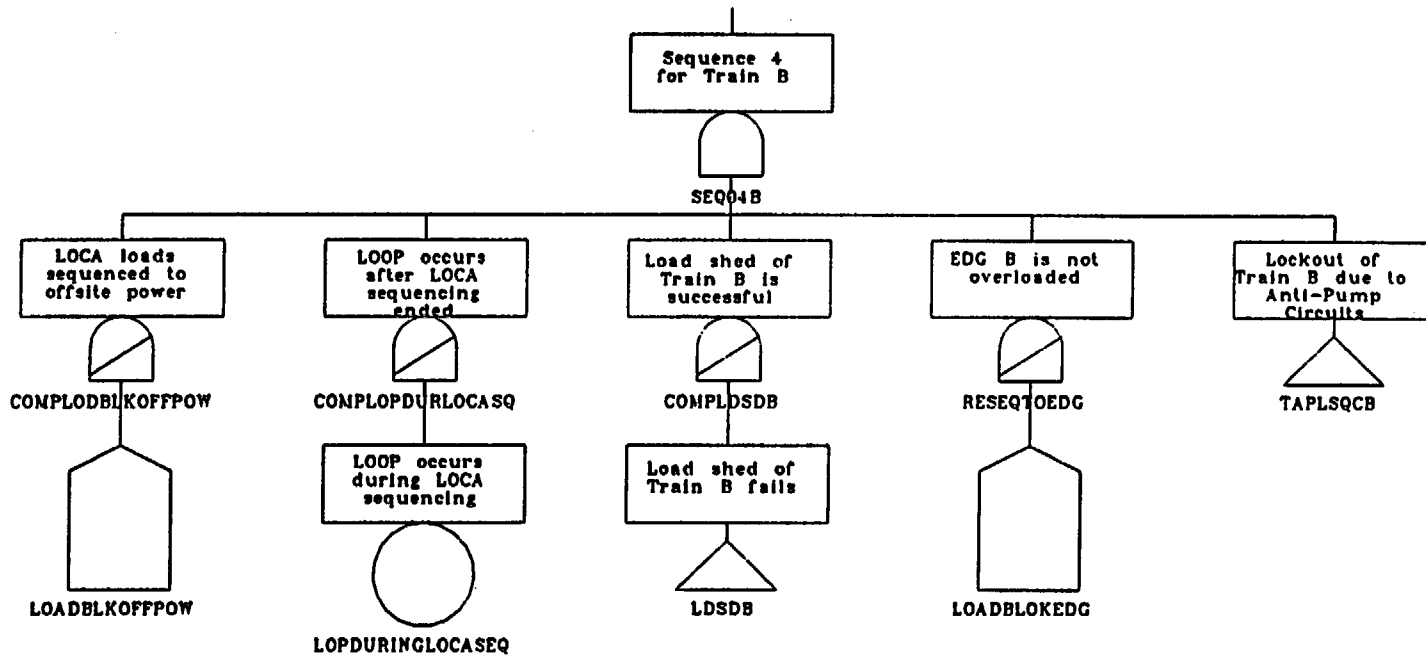 Sequence 4
for Train B
SEQ04B
LOCA loads
sequenced to
offsite power
COMPLODBLKOFFPOW
LOADBLKOFFPOW
LOOP occurs
after LOCA
sequencing
ended
COMPLOPDURLOCASQ
LOOP occurs
during LOCA
sequencing
LOPDURINGLOCASEQ
Load shed of
Train B is
successful
COMPLDSDB
Load shed of
Train B fails
LDSDB
EDG B is not
overloaded
RESEQTOEDG
LOADBLOKEDG
Lockout of
Train B due to
Anti-Pump
Circuits
TAPLSQCB